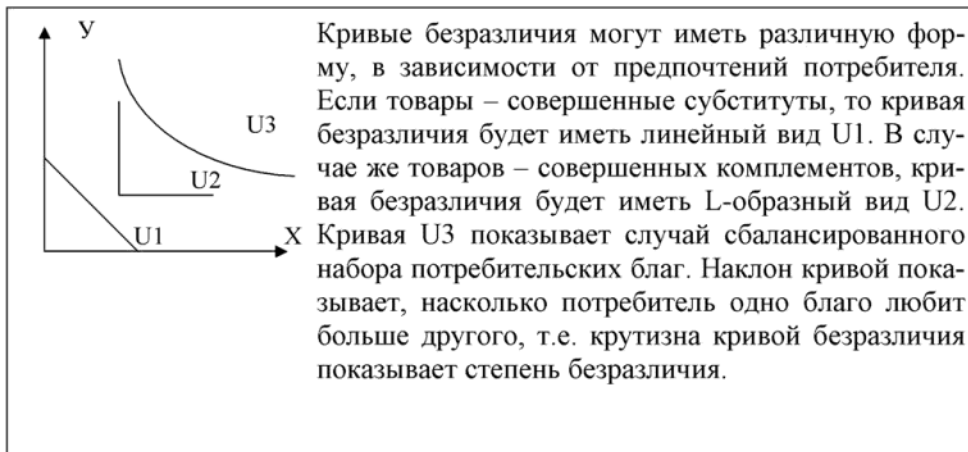 У
U3
U2
U1
X
Кривые безразличия могут иметь различную фор-
му, в зависимости от предпочтений потребителя.
Если товары – совершенные субституты, то кривая
безразличия будет иметь линейный вид U1. В слу-
чае же товаров – совершенных комплементов, кри-
вая безразличия будет иметь L-образный вид U2.
Кривая U3 показывает случай сбалансированного
набора потребительских благ. Наклон кривой пока-
зывает, насколько потребитель одно благо любит
больше другого, т.е. крутизна кривой безразличия
показывает степень безразличия.